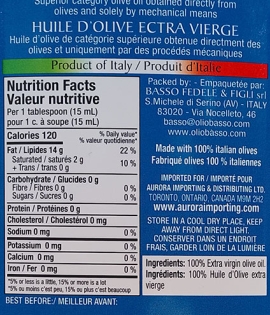 Superior category olive oil obtained directly from
olives and solely by mechanical means
HUILE D'OLIVE ECTRA VIERGE
Huile d'olive de catégorie supérieure obtenue directment des
olives et uniquement par des procédés mécaniques
Product of Italy / Produit d'Italie
Nutrition Facts
Valeur nutritive
Per 1 tablespoon (15 mL)
pour 1 c. à soupe (15 mL)
Calories 120
% Daily value*
% valeur quotidienne*
Fat / Lipides 14 g 22 %
Saturated / saturés 2 g
+ Trans / trans 0 g 10 %
Carbohydrate / Glucides 0 g
Fibre / Fibres 0 g 0 %
Sugars / Sucres 0 g 0 %
Protein / Protéines 0 g
Cholesterol / Cholestérol 0 mg
Sodium 0 mg 0 %
Potassium 0 mg 0 %
Calcium 0 mg 0 %
Iron / Fer 0 mg 0 %
*5% or less is a little, 15% or more is a lot
*5% ou moins c'est peu, 15% ou plus c'est beaucoup
BEST BEFORE / MEILLEUR AVANT:
Packed by: - Empaquetée par:
BASSO FEDELE & FIGLI srl
S.Michele di Serino (AV) - ITALY
83020 - Via Nocelleto, 46
basso@oliobasso.com
www.oliobasso.com
Made with 100% italian olives
Fabriqué olives 100 % italiennes
IMPORTED FOR / IMPORTÉ POUR
AURORA IMPORTING & DISTRIBUTING LTD.
TORONTO, ONTARIO, CANADA M9M 2H2
www.auroraimporting.com
STORE IN A COOL DRY PLACE, KEEP
AWAY FROM DIRECT LIGHT.
CONSERVER DANS UN ENDROIT
FRAIS, GARDER LOIN DE LA LUMIÈRE
Ingredients: 100% Extra virgin olive oil.
Ingrédients: 100% Huile d'Olive extra
vierge